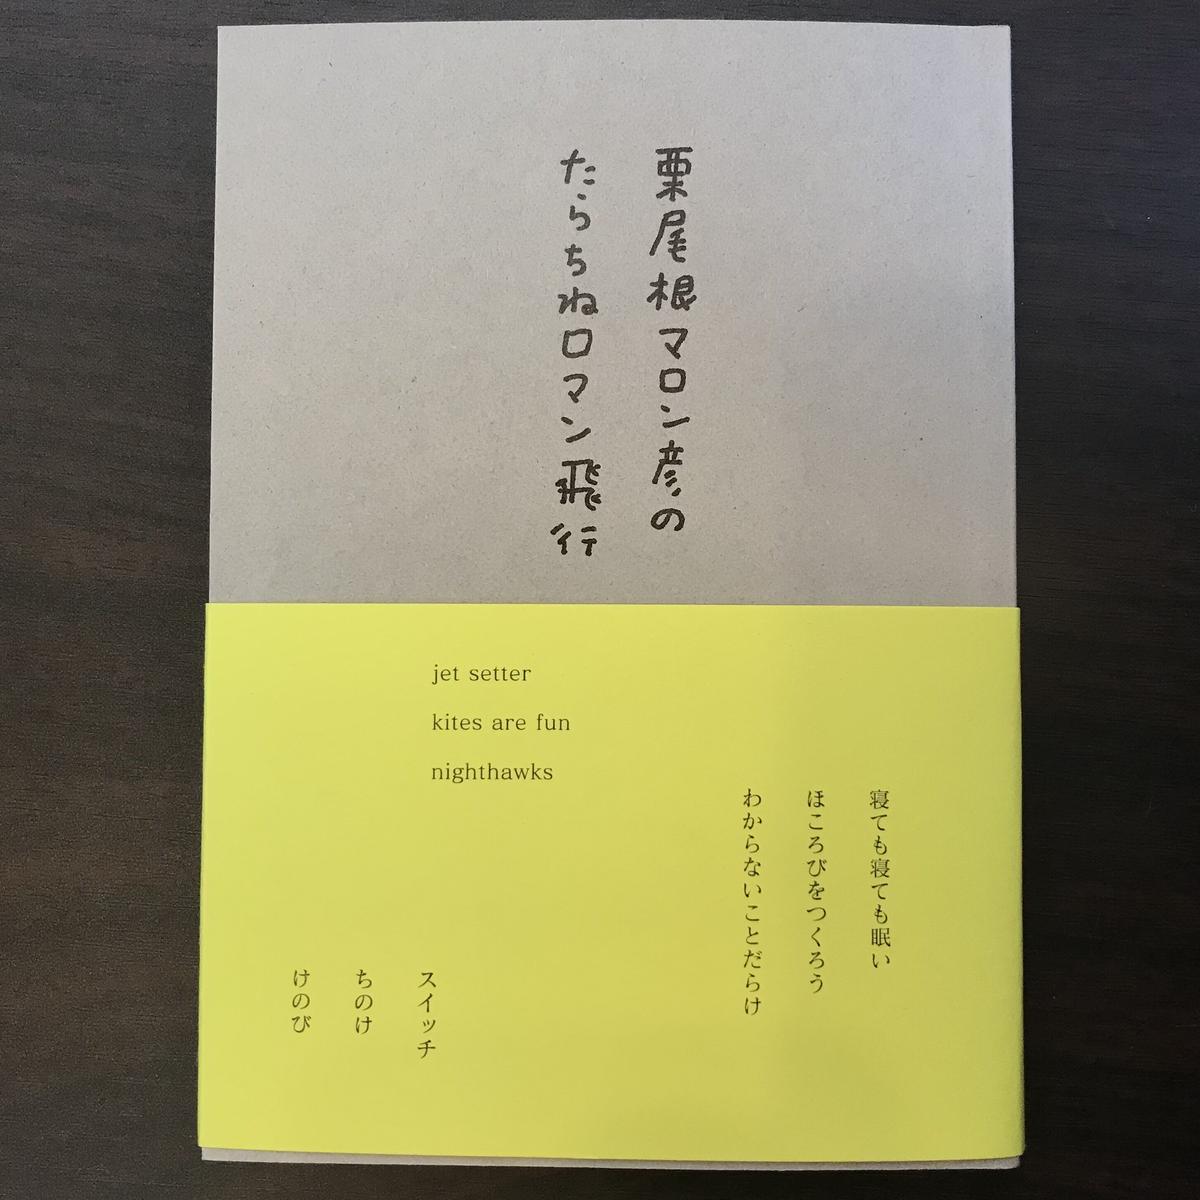 栗尾根マロン彦の
たらちねロマン飛行
jet setter
kites are fun
nighthawks
寝ても寝ても眠い
ほころびをつくろう
わからないことだらけ
スイッチ
ちのけ
けのび